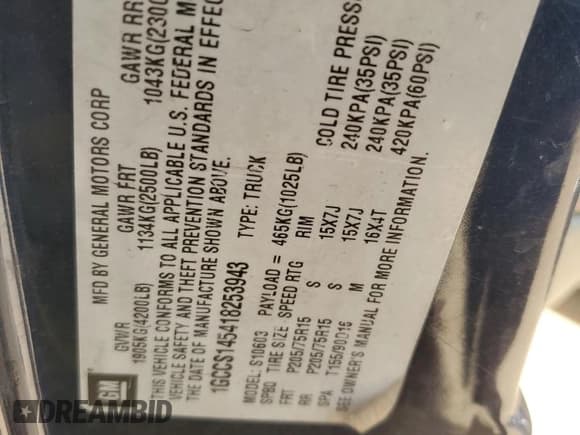 MFD BY GENERAL MOTORS CORP
GVWR GAWR FRT GAWR RR
1905KG(4200LB) 1134KG(2500LB) 1043KG(2300
THIS VEHICLE CONFORMS TO ALL APPLICABLE U.S. FEDERAL M
VEHICLE SAFETY AND THEFT PREVENTION STANDARDS IN EFFEC
THE DATE OF MANUFACTURE SHOWN ABOVE.
1GCCS145418253943 TYPE: TRUCK
MODEL: S10603 PAYLOAD = 465KG(1025LB)
SPBD TIRE SIZE SPEED RTG RIM COLD TIRE PRESS
FRT P205/75R15 S 15X7J 240KPA(35PSI)
RR P205/75R15 S 15X7J 240KPA(35PSI)
SPA T155/90D16 M 16X4T 420KPA(60PSI)
SEE OWNER'S MANUAL FOR MORE INFORMATION.
GM
DREAMBID